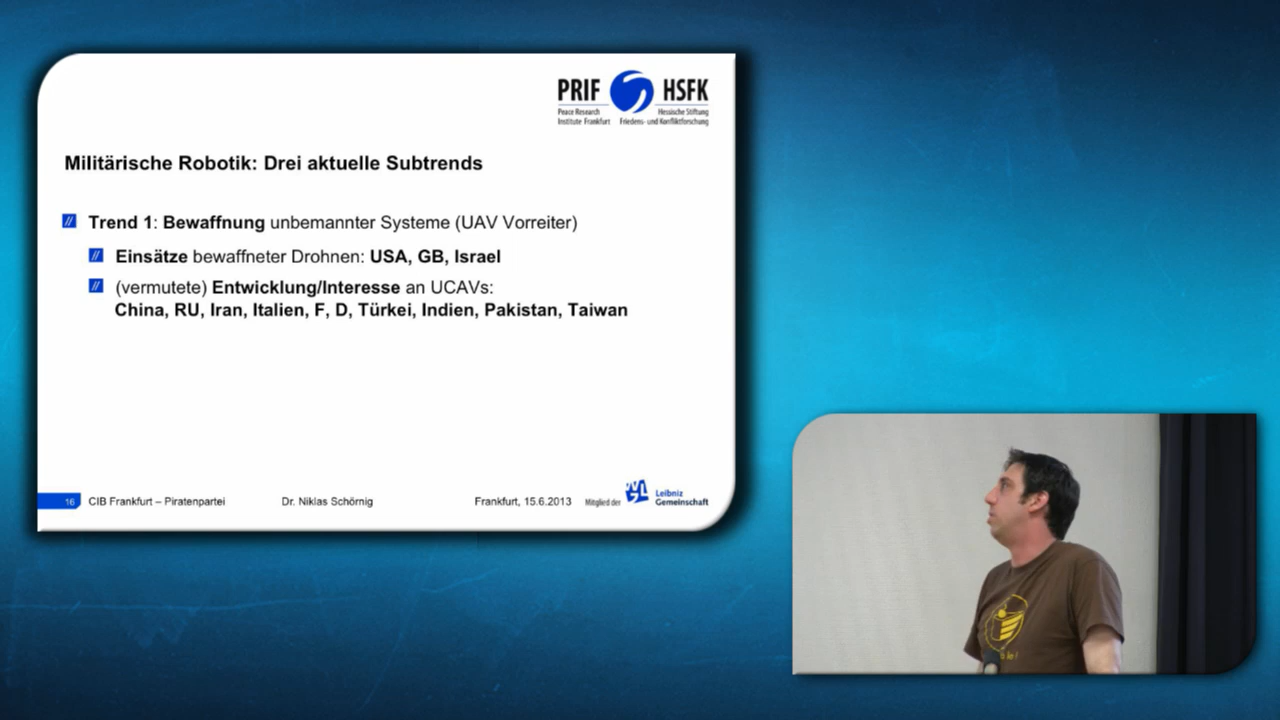 PRIF HSFK
Peace Research Hessische Stiftung
Institute Frankfurt Friedens- und Konfliktforschung
Militärische Robotik: Drei aktuelle Subtrends
Trend 1: Bewaffnung unbemannter Systeme (UAV Vorreiter)
Einsätze bewaffneter Drohnen: USA, GB, Israel
(vermutete) Entwicklung/Interesse an UCAVs:
China, RU, Iran, Italien, F, D, Türkei, Indien, Pakistan, Taiwan
16 CIB Frankfurt – Piratenpartei Dr. Niklas Schörnig Frankfurt, 15.6.2013 Mitglied der Leibniz
Gemeinschaft